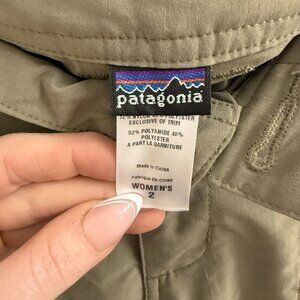 patagonia
POLYESTER
EXCLUSIVE OF TRIM
52% POLYAMIDE 48%
POLYESTER
A PART LA GARNITURE
Made in CHINA
Fabriqué EN CHINE
WOMEN'S
2